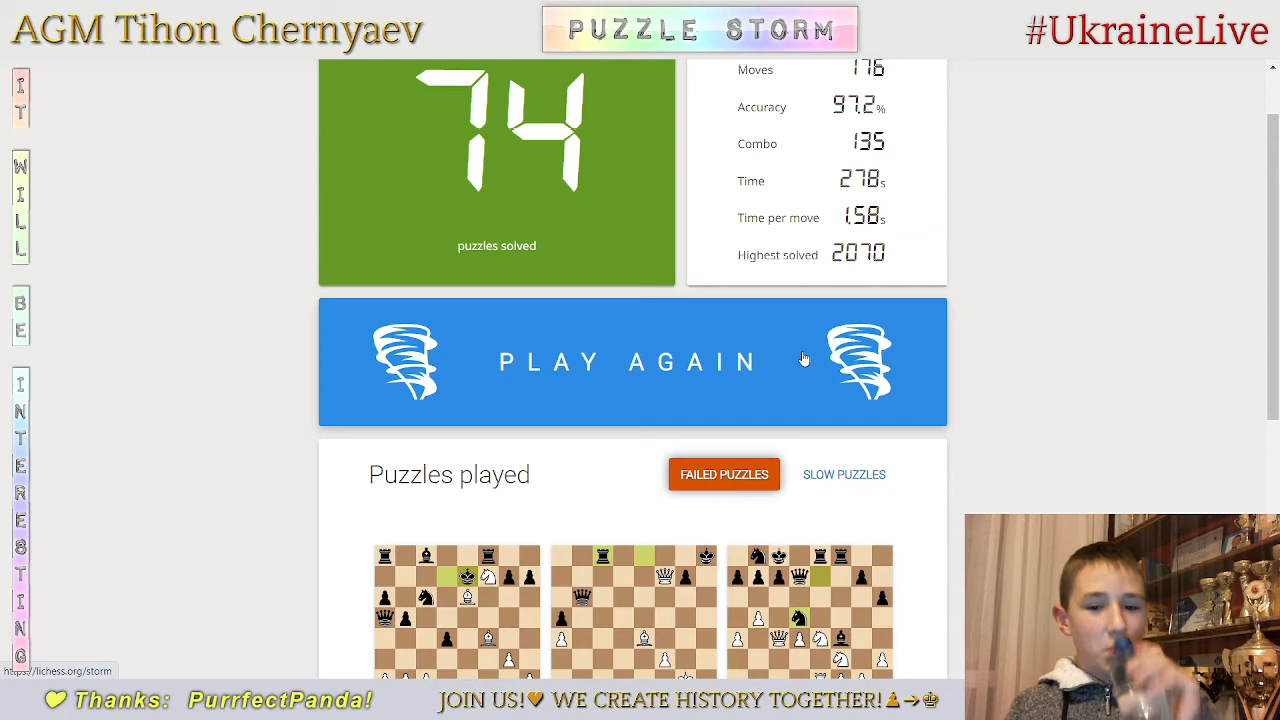 AGM Tihon Chernyaev
PUZZLE STORM
#UkraineLive
IT
WILL
BE
INTERESTING
74
puzzles solved
Moves 176
Accuracy 97.2%
Combo 135
Time 278s
Time per move 1.58s
Highest solved 2070
PLAY AGAIN
Puzzles played
FAILED PUZZLES
SLOW PUZZLES
https://lichess.org/storm
Thanks: PurrfectPanda!
JOIN US! WE CREATE HISTORY TOGETHER!